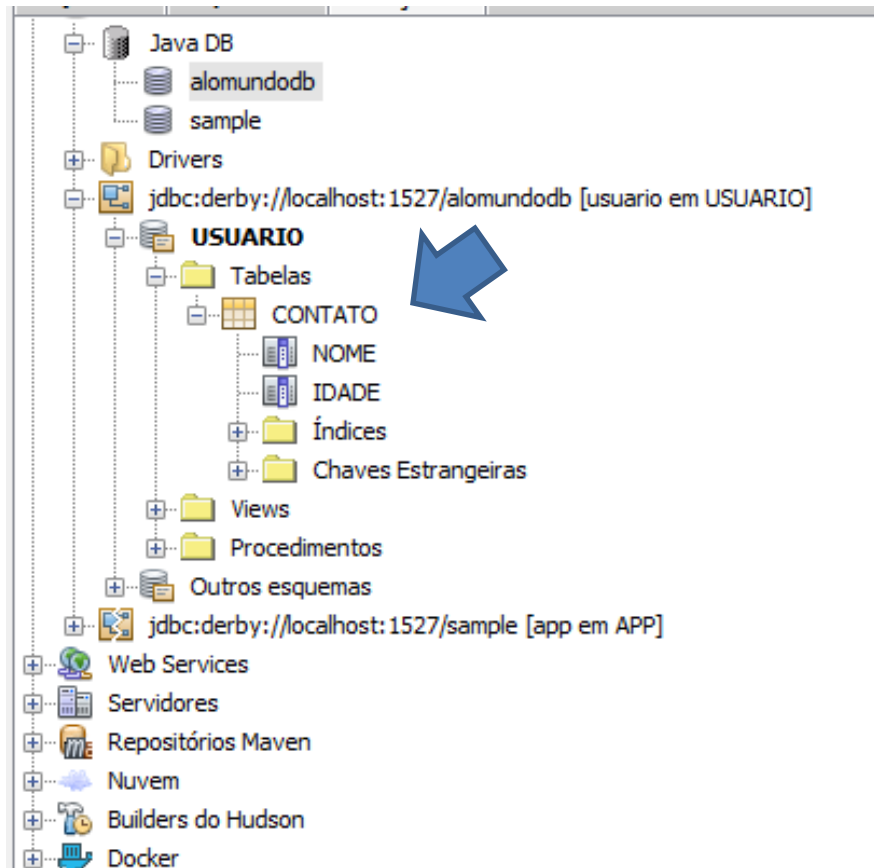 Java DB
alomundodb
sample
Drivers
jdbc:derby://localhost:1527/alomundodb [usuario em USUARIO]
USUARIO
Tabelas
CONTATO
NOME
IDADE
Índices
Chaves Estrangeiras
Views
Procedimentos
Outros esquemas
jdbc:derby://localhost:1527/sample [app em APP]
Web Services
Servidores
Repositórios Maven
Nuvem
Builders do Hudson
Docker